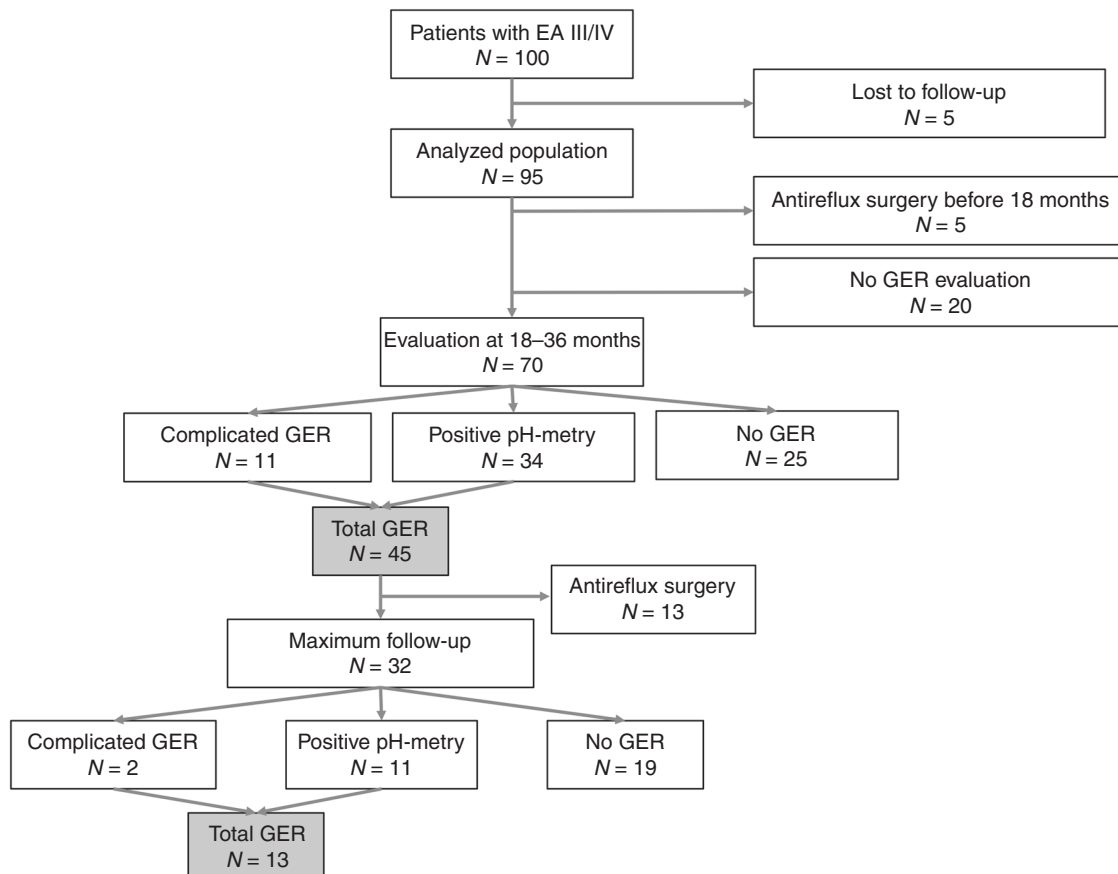 Patients with EA III/IV
N = 100
Lost to follow-up
N = 5
Analyzed population
N = 95
Antireflux surgery before 18 months
N = 5
No GER evaluation
N = 20
Evaluation at 18–36 months
N = 70
Complicated GER
N = 11
Positive pH-metry
N = 34
No GER
N = 25
Total GER
N = 45
Antireflux surgery
N = 13
Maximum follow-up
N = 32
Complicated GER
N = 2
Positive pH-metry
N = 11
No GER
N = 19
Total GER
N = 13